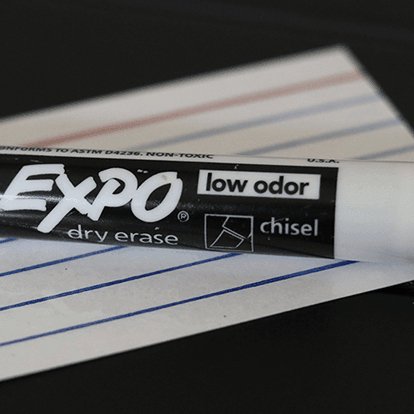 CONFORMS TO ASTM D4236. NON-TOXIC
U.S.A.
EXPO®
low odor
dry erase
chisel